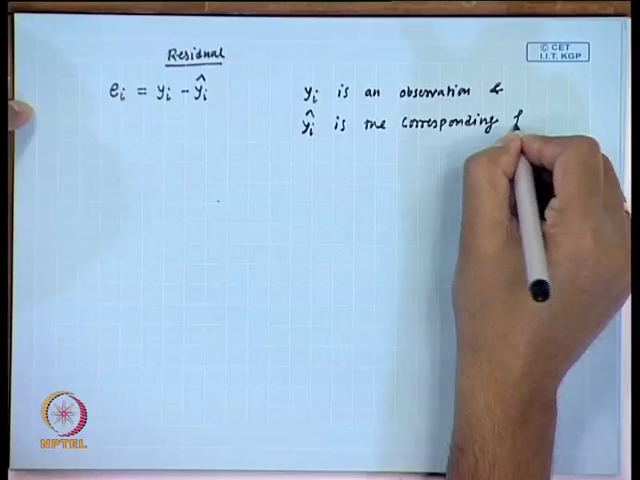 Residual
© CET
I.I.T. KGP
eᵢ = yᵢ - ŷᵢ
yᵢ is an observation &
ŷᵢ is the corresponding f
NPTEL